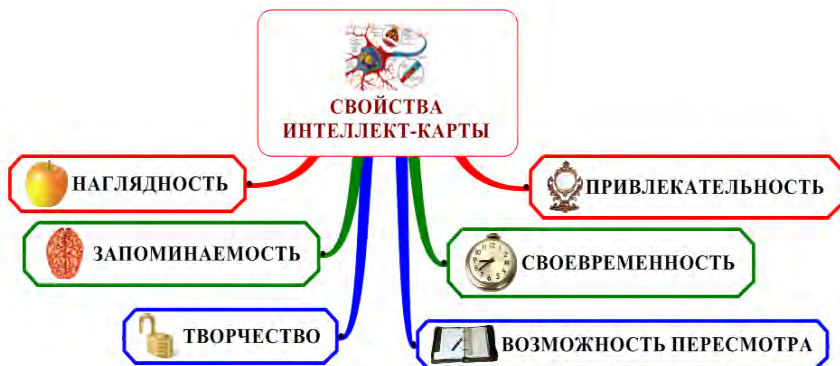 СВОЙСТВА
ИНТЕЛЛЕКТ-КАРТЫ
НАГЛЯДНОСТЬ
ПРИВЛЕКАТЕЛЬНОСТЬ
ЗАПОМИНАЕМОСТЬ
СВОЕВРЕМЕННОСТЬ
ТВОРЧЕСТВО
ВОЗМОЖНОСТЬ ПЕРЕСМОТРА